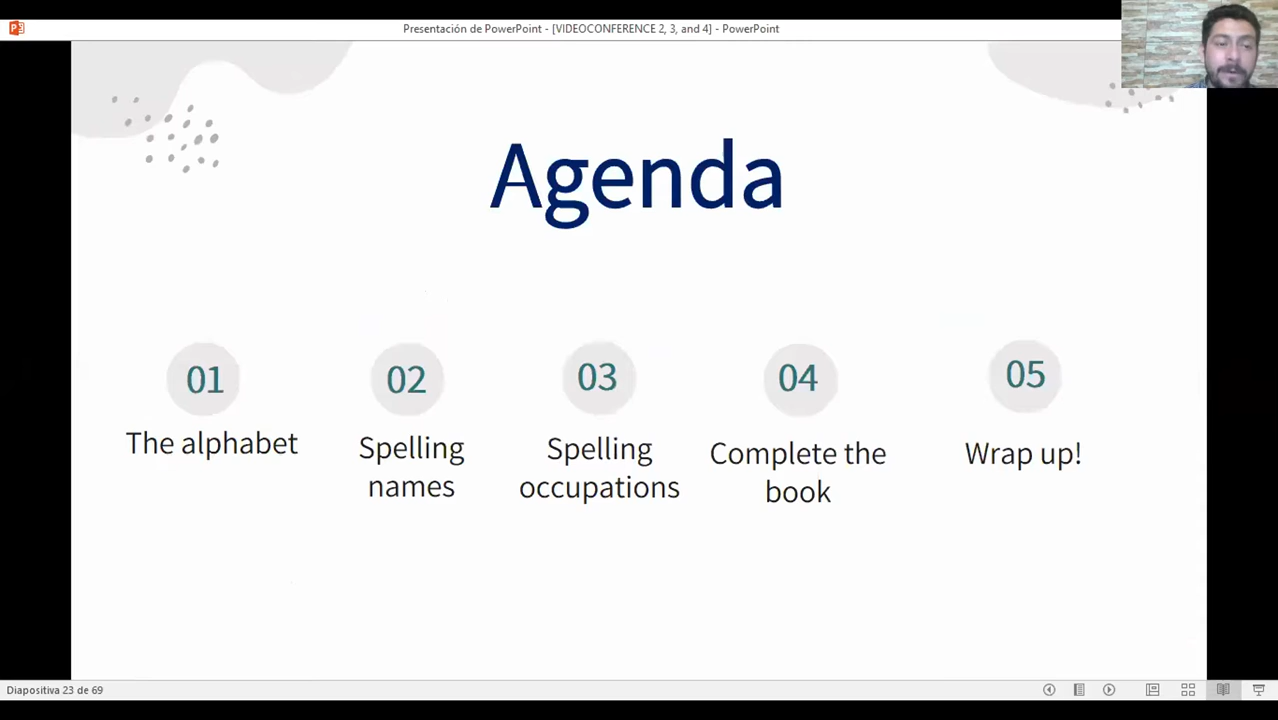 Presentación de PowerPoint - [VIDEOCONFERENCE 2, 3, and 4] - PowerPoint
Agenda
01
The alphabet
02
Spelling
names
03
Spelling
occupations
04
Complete the
book
05
Wrap up!
Diapositiva 23 de 69